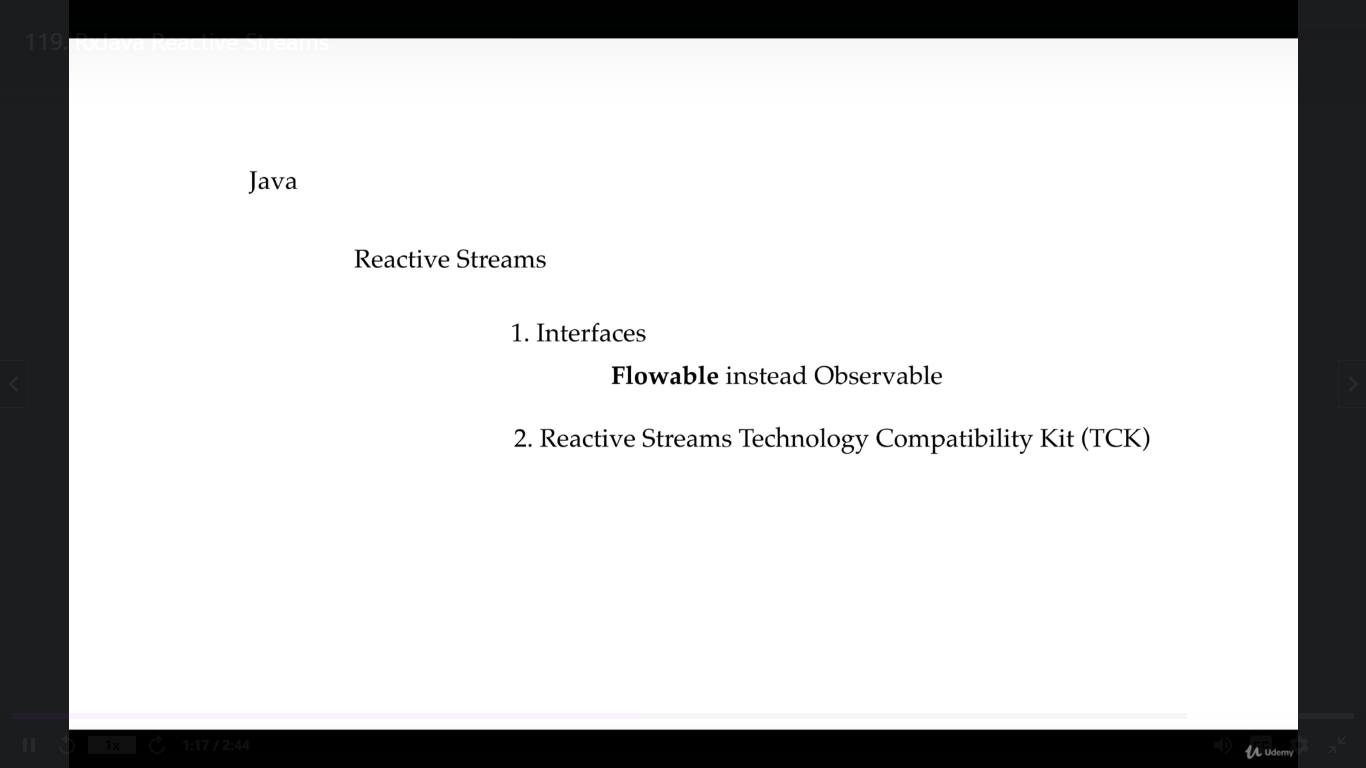 119. RxJava Reactive Streams
Java
Reactive Streams
1. Interfaces
Flowable instead Observable
2. Reactive Streams Technology Compatibility Kit (TCK)
1x
1:17 / 2:44
Udemy